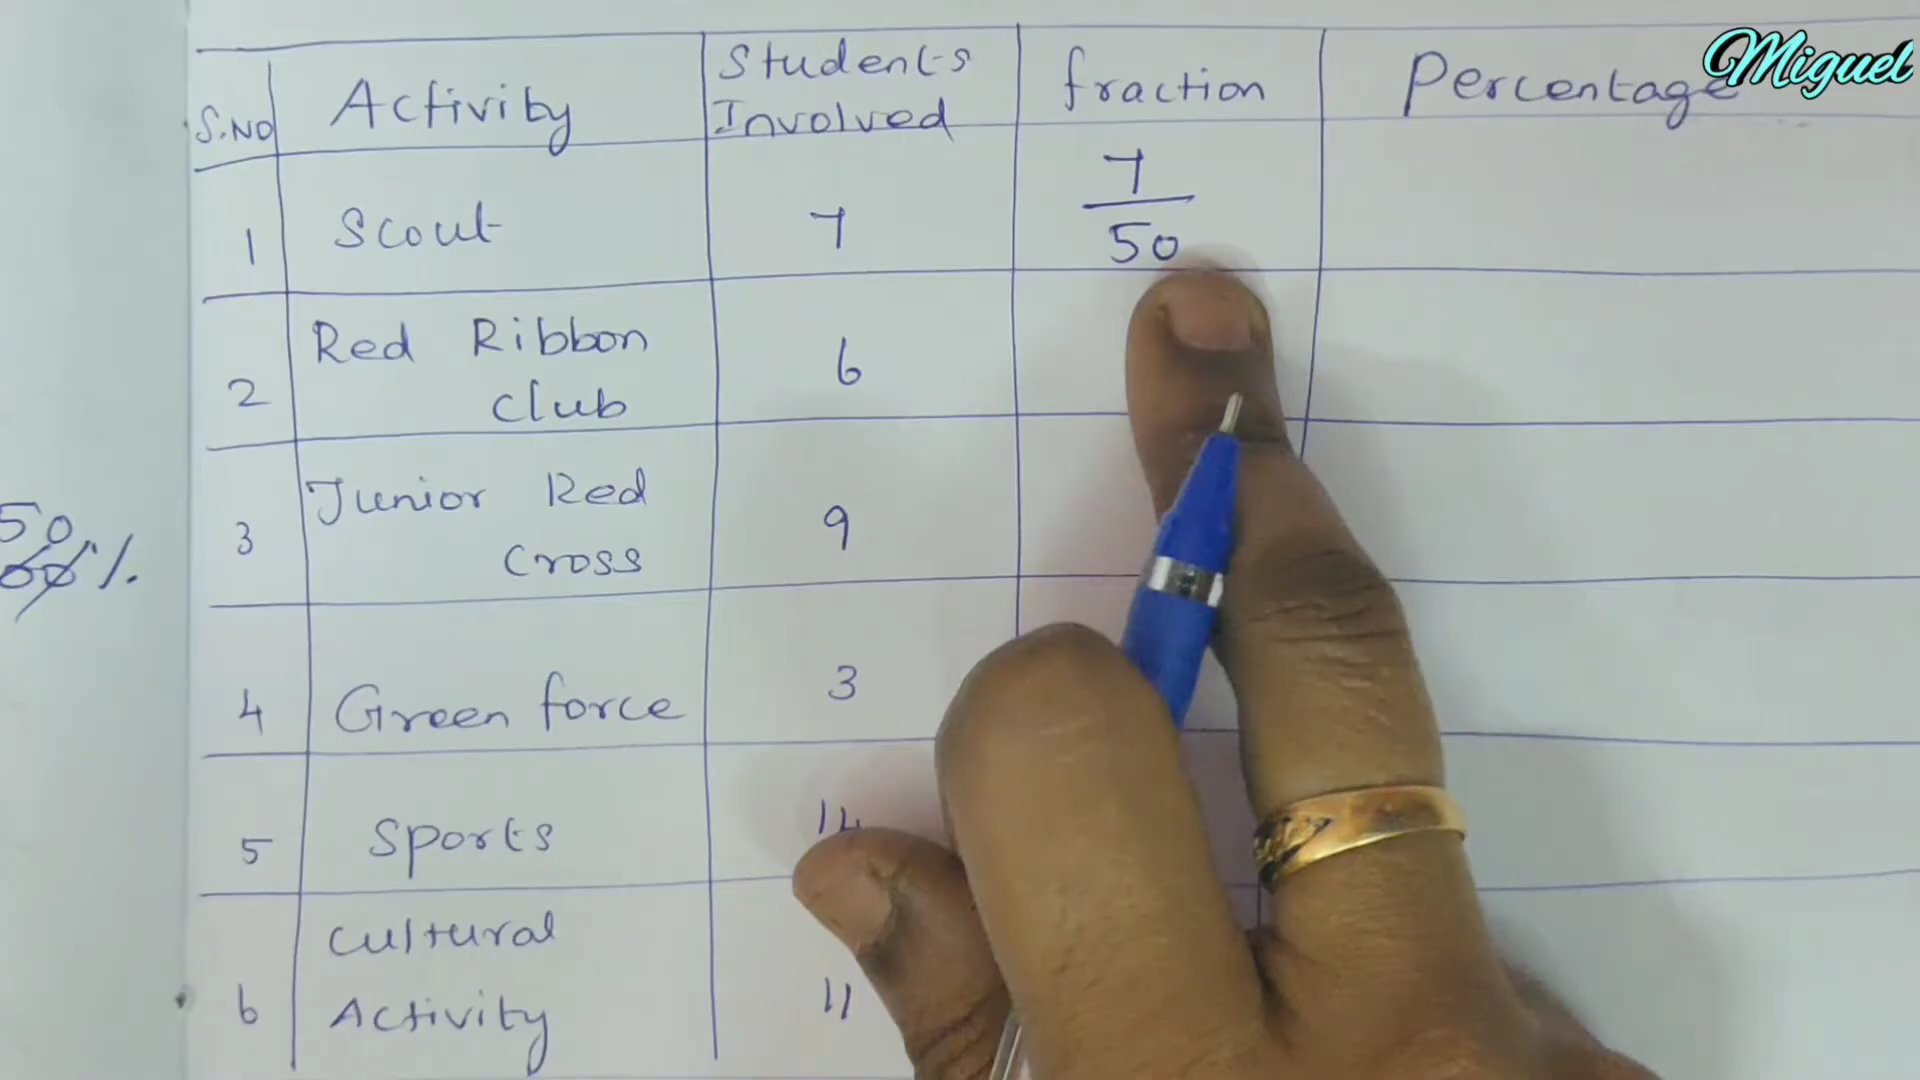 Miguel
S.NO Activity Students Involved fraction Percentage
1 Scout 7 7/50
2 Red Ribbon Club 6
3 Junior Red Cross 9
4 Green force 3
5 Sports 14
6 Cultural Activity 11
50
%